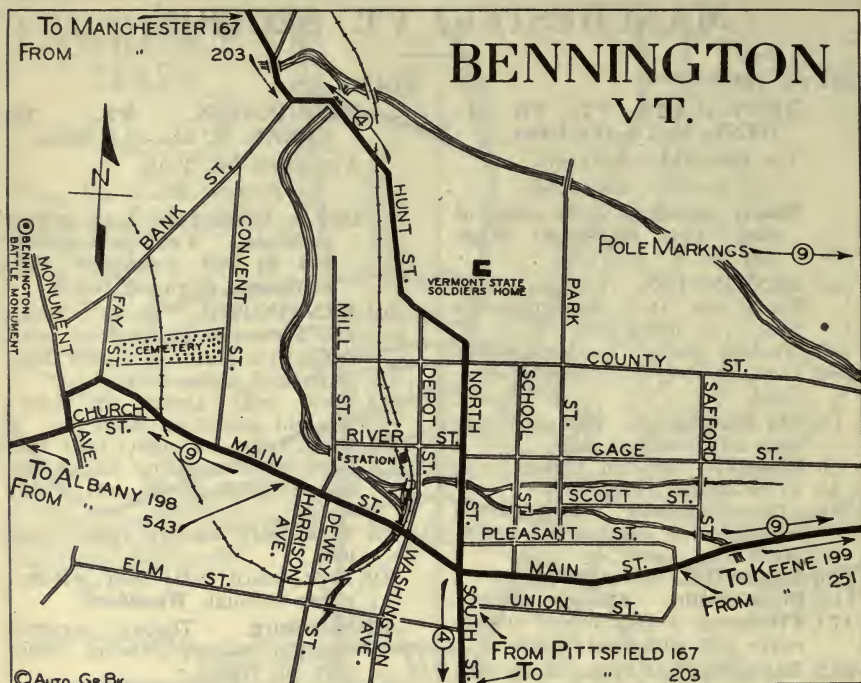 BENNINGTON
VT.
TO MANCHESTER 167
FROM " 203
N
4
HUNT ST.
BANK ST.
CONVENT ST.
BENNINGTON
BATTLE MONUMENT
MONUMENT AVE.
FAY ST.
CEMETERY
VERMONT STATE
SOLDIERS HOME
POLE MARKNGS 9
PARK ST.
MILL ST.
COUNTY ST.
DEPOT ST.
NORTH ST.
SCHOOL ST.
SAFFORD ST.
CHURCH ST.
RIVER ST.
STATION
GAGE ST.
9
MAIN ST.
TO ALBANY 198
FROM " 543
SCOTT ST.
PLEASANT ST.
9
HARRISON AVE.
DEWEY ST.
WASHINGTON AVE.
MAIN ST.
TO KEENE 199
FROM " 251
ELM ST.
UNION ST.
SOUTH ST.
4
FROM PITTSFIELD 167
TO " 203
© AUTO. GR. BK.